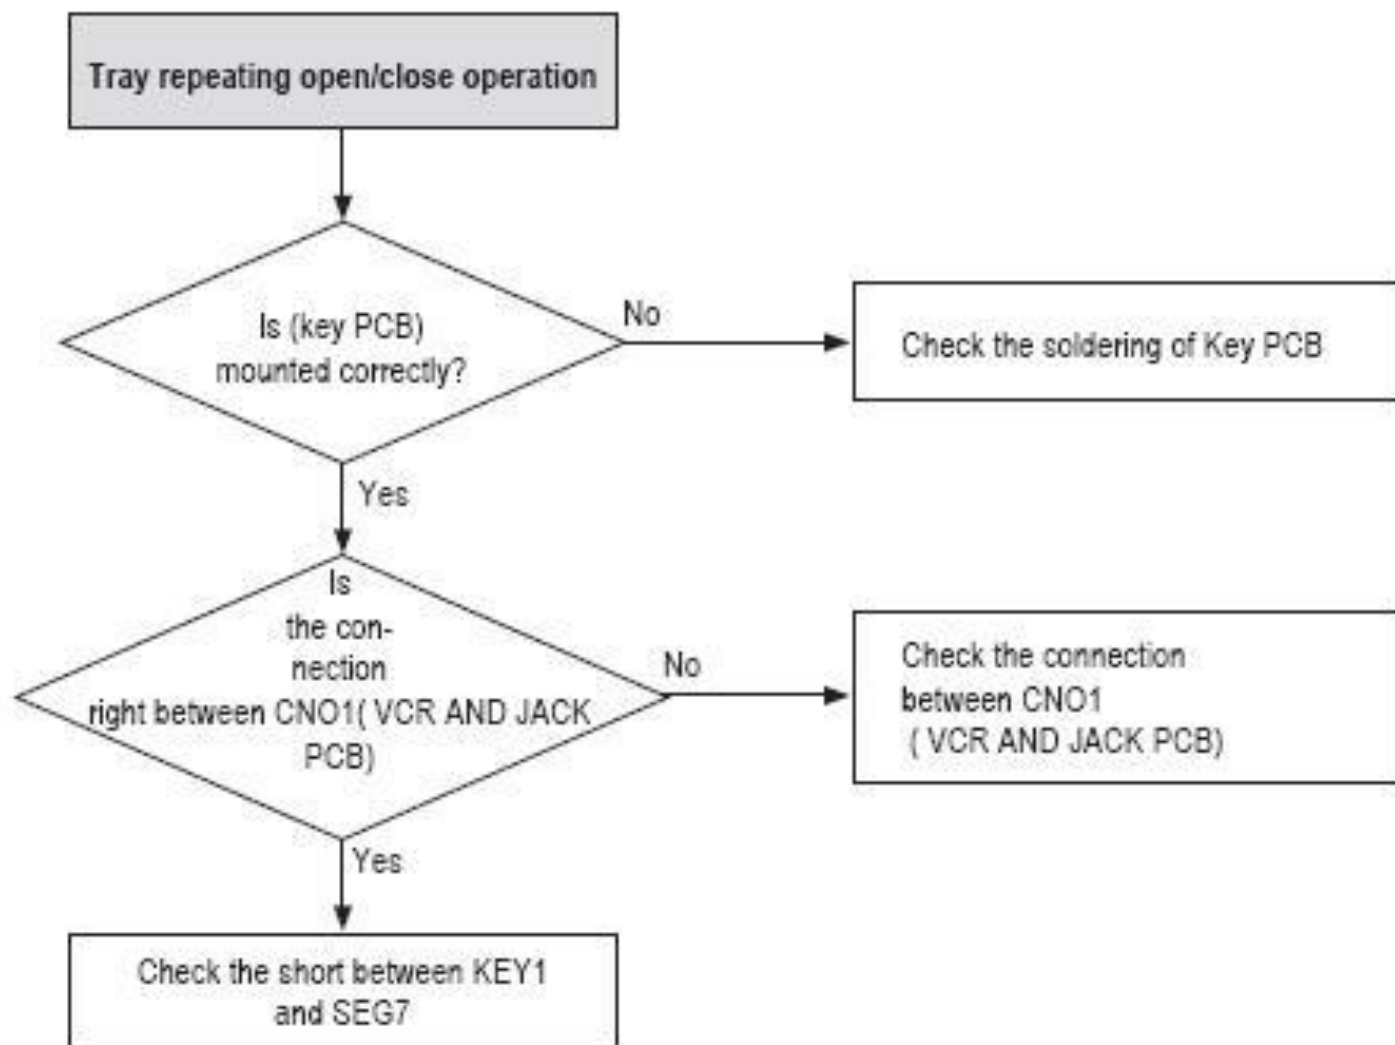 Tray repeating open/close operation
Is (key PCB)
mounted correctly?
No
Check the soldering of Key PCB
Yes
Is
the con-
nection
right between CNO1( VCR AND JACK
PCB)
No
Check the connection
between CNO1
( VCR AND JACK PCB)
Yes
Check the short between KEY1
and SEG7